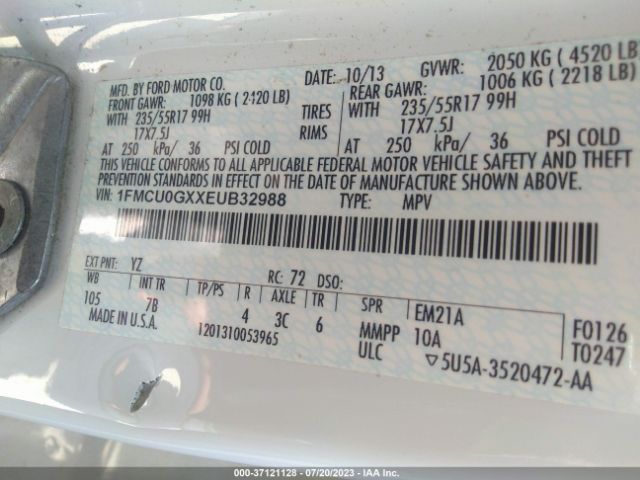 MFD. BY FORD MOTOR CO.
DATE: 10/13 GVWR: 2050 KG ( 4520 LB)
FRONT GAWR: 1098 KG ( 2420 LB)
REAR GAWR: 1006 KG ( 2218 LB)
WITH 235/55R17 99H TIRES WITH 235/55R17 99H
17X7.5J RIMS 17X7.5J
AT 250 kPa/ 36 PSI COLD AT 250 kPa/ 36 PSI COLD
THIS VEHICLE CONFORMS TO ALL APPLICABLE FEDERAL MOTOR VEHICLE SAFETY AND THEFT
PREVENTION STANDARDS IN EFFECT ON THE DATE OF MANUFACTURE SHOWN ABOVE.
VIN: 1FMCU0GXXEUB32988 TYPE: MPV
EXT PNT: YZ RC: 72 DSO:
WB INT TR TP/PS R AXLE TR SPR EM21A F0126
105 7B 4 3C 6 MMPP 10A T0247
MADE IN U.S.A. 1201310053965 ULC ▽5U5A-3520472-AA
000-37121128 - 07/20/2023 - IAA Inc.